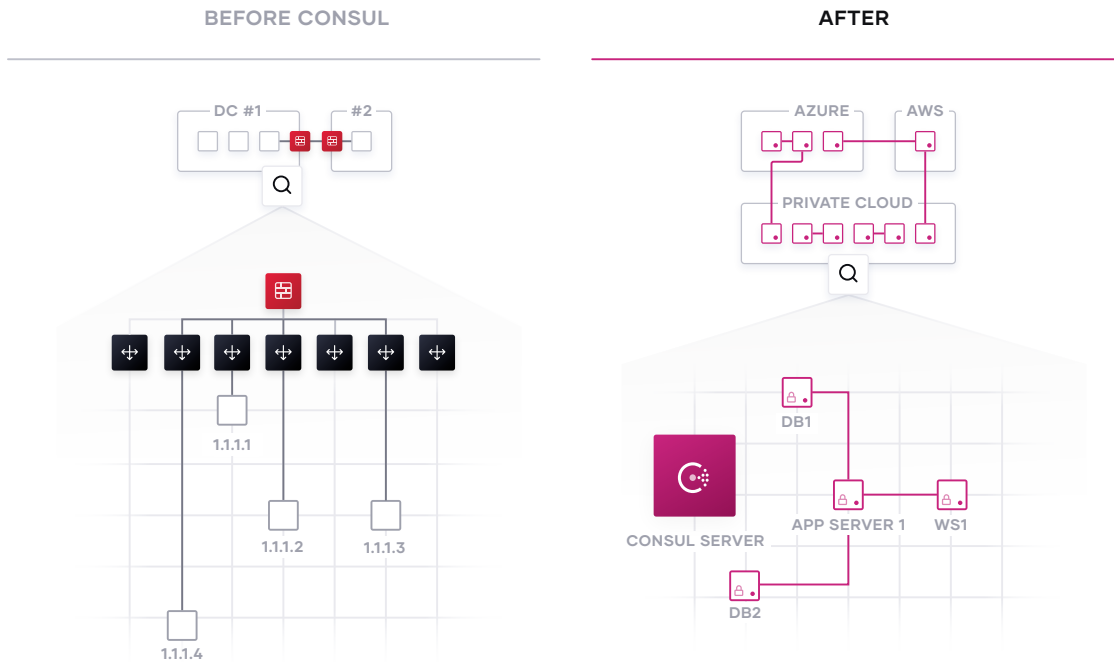 BEFORE CONSUL
DC #1
#2
1.1.1.1
1.1.1.2
1.1.1.3
1.1.1.4
AFTER
AZURE
AWS
PRIVATE CLOUD
DB1
APP SERVER 1
WS1
CONSUL SERVER
DB2